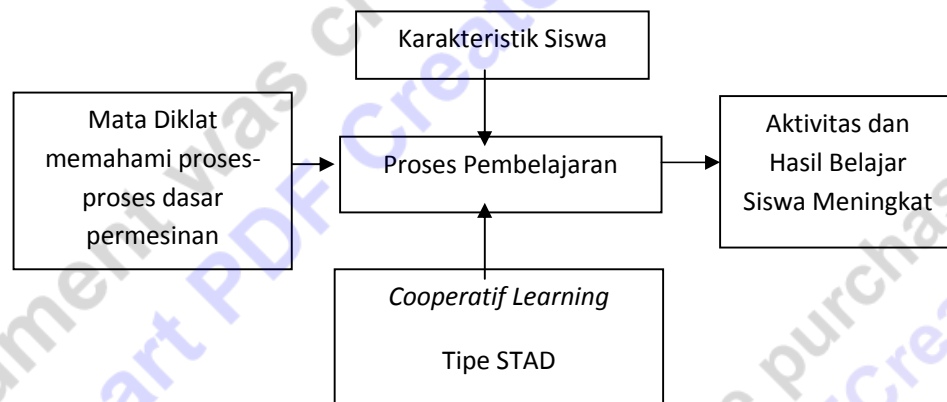 Karakteristik Siswa
Mata Diklat
memahami proses-
proses dasar
permesinan
Proses Pembelajaran
Aktivitas dan
Hasil Belajar
Siswa Meningkat
Cooperatif Learning
Tipe STAD